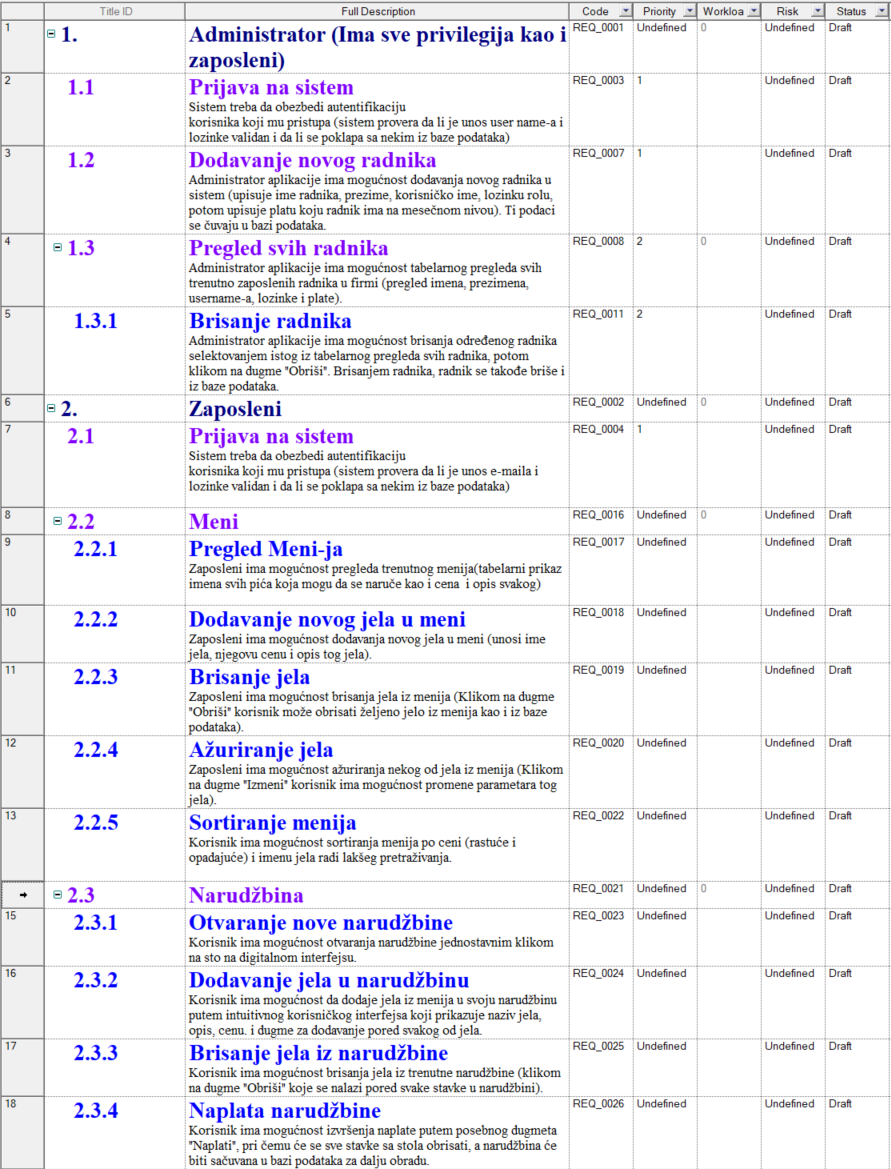 Title ID Full Description Code Priority Workloa Risk Status
1 1. Administrator (Ima sve privilegija kao i REQ_0001 Undefined 0 Undefined Draft
zaposleni)
2 1.1 Prijava na sistem REQ_0003 1 Undefined Draft
Sistem treba da obezbedi autentifikaciju
korisnika koji mu pristupa (sistem provera da li je unos user name-a i
lozinke validan i da li se poklapa sa nekim iz baze podataka)
3 1.2 Dodavanje novog radnika REQ_0007 1 Undefined Draft
Administrator aplikacije ima mogućnost dodavanja novog radnika u
sistem (upisuje ime radnika, prezime, korisničko ime, lozinku rolu,
potom upisuje platu koju radnik ima na mesečnom nivou). Ti podaci
se čuvaju u bazi podataka.
4 1.3 Pregled svih radnika REQ_0008 2 0 Undefined Draft
Administrator aplikacije ima mogućnost tabelarnog pregleda svih
trenutno zaposlenih radnika u firmi (pregled imena, prezimena,
username-a, lozinke i plate).
5 1.3.1 Brisanje radnika REQ_0011 2 Undefined Draft
Administrator aplikacije ima mogućnost brisanja određenog radnika
selektovanjem istog iz tabelarnog pregleda svih radnika, potom
klikom na dugme "Obriši". Brisanjem radnika, radnik se takođe briše i
iz baze podataka.
6 2. Zaposleni REQ_0002 Undefined 0 Undefined Draft
7 2.1 Prijava na sistem REQ_0004 1 Undefined Draft
Sistem treba da obezbedi autentifikaciju
korisnika koji mu pristupa (sistem provera da li je unos e-maila i
lozinke validan i da li se poklapa sa nekim iz baze podataka)
8 2.2 Meni REQ_0016 Undefined 0 Undefined Draft
9 2.2.1 Pregled Meni-ja REQ_0017 Undefined Undefined Draft
Zaposleni ima mogućnost pregleda trenutnog menija(tabelarni prikaz
imena svih pića koja mogu da se naruče kao i cena i opis svakog)
10 2.2.2 Dodavanje novog jela u meni REQ_0018 Undefined Undefined Draft
Zaposleni ima mogućnost dodavanja novog jela u meni (unosi ime
jela, njegovu cenu i opis tog jela).
11 2.2.3 Brisanje jela REQ_0019 Undefined Undefined Draft
Zaposleni ima mogućnost brisanja jela iz menija (Klikom na dugme
"Obriši" korisnik može obrisati željeno jelo iz menija kao i iz baze
podataka).
12 2.2.4 Ažuriranje jela REQ_0020 Undefined Undefined Draft
Zaposleni ima mogućnost ažuriranja nekog od jela iz menija (Klikom
na dugme "Izmeni" korisnik ima mogućnost promene parametara tog
jela).
13 2.2.5 Sortiranje menija REQ_0022 Undefined Undefined Draft
Korisnik ima mogućnost sortiranja menija po ceni (rastuće i
opadajuće) i imenu jela radi lakšeg pretraživanja.
2.3 Narudžbina REQ_0021 Undefined 0 Undefined Draft
15 2.3.1 Otvaranje nove narudžbine REQ_0023 Undefined Undefined Draft
Korisnik ima mogućnost otvaranja narudžbine jednostavnim klikom
na sto na digitalnom interfejsu.
16 2.3.2 Dodavanje jela u narudžbinu REQ_0024 Undefined Undefined Draft
Korisnik ima mogućnost da dodaje jela iz menija u svoju narudžbinu
putem intuitivnog korisničkog interfejsa koji prikazuje naziv jela,
opis, cenu. i dugme za dodavanje pored svakog od jela.
17 2.3.3 Brisanje jela iz narudžbine REQ_0025 Undefined Undefined Draft
Korisnik ima mogućnost brisanja jela iz trenutne narudžbine (klikom
na dugme "Obriši" koje se nalazi pored svake stavke u narudžbini).
18 2.3.4 Naplata narudžbine REQ_0026 Undefined Undefined Draft
Korisnik ima mogućnost izvršenja naplate putem posebnog dugmeta
"Naplati", pri čemu će se sve stavke sa stola obrisati, a narudžbina će
biti sačuvana u bazi podataka za dalju obradu.